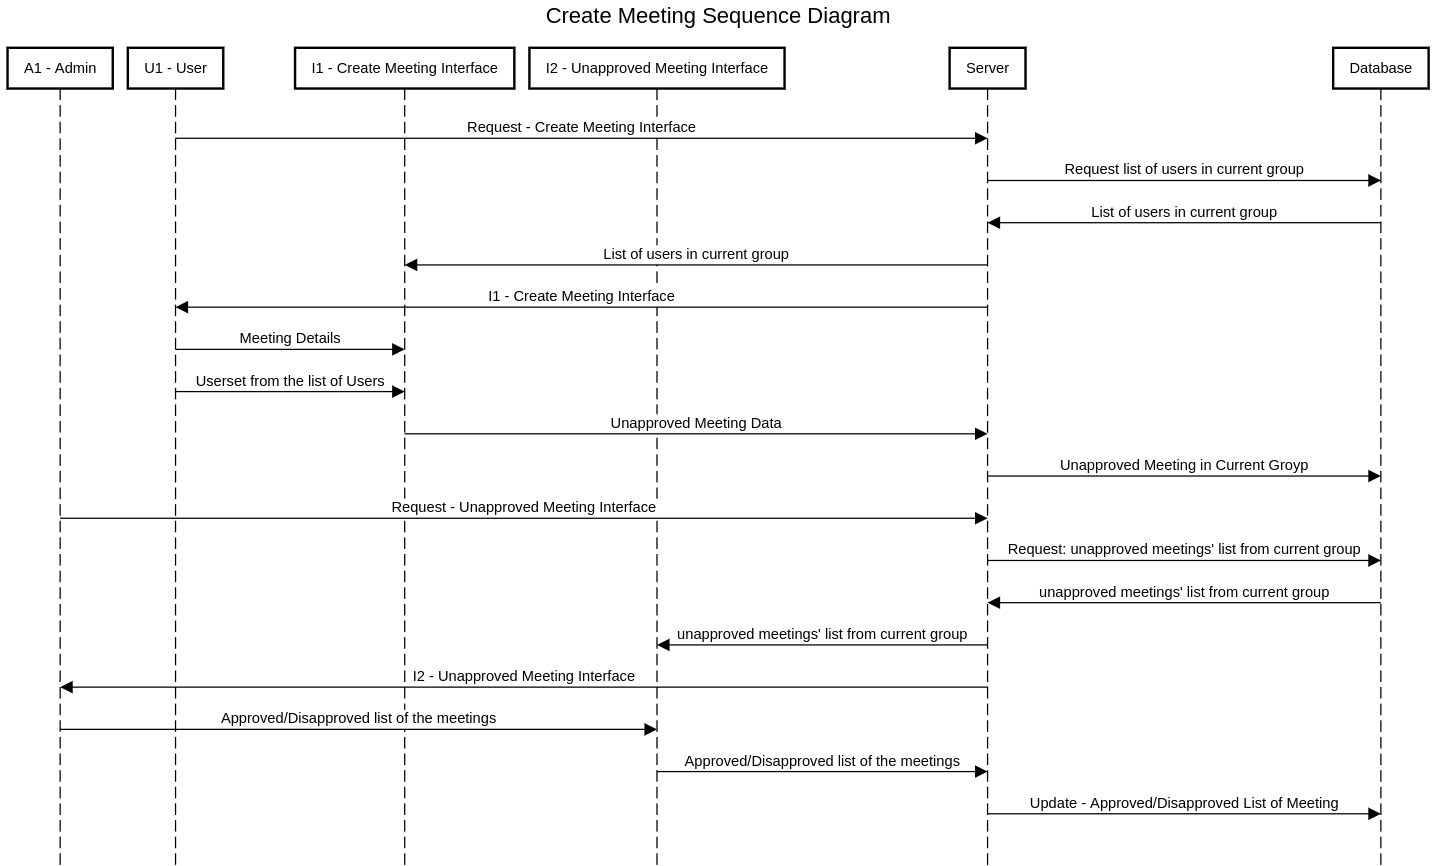 Create Meeting Sequence Diagram
A1 - Admin
U1 - User
I1 - Create Meeting Interface
I2 - Unapproved Meeting Interface
Server
Database
Request - Create Meeting Interface
Request list of users in current group
List of users in current group
List of users in current group
I1 - Create Meeting Interface
Meeting Details
Userset from the list of Users
Unapproved Meeting Data
Unapproved Meeting in Current Groyp
Request - Unapproved Meeting Interface
Request: unapproved meetings' list from current group
unapproved meetings' list from current group
unapproved meetings' list from current group
I2 - Unapproved Meeting Interface
Approved/Disapproved list of the meetings
Approved/Disapproved list of the meetings
Update - Approved/Disapproved List of Meeting